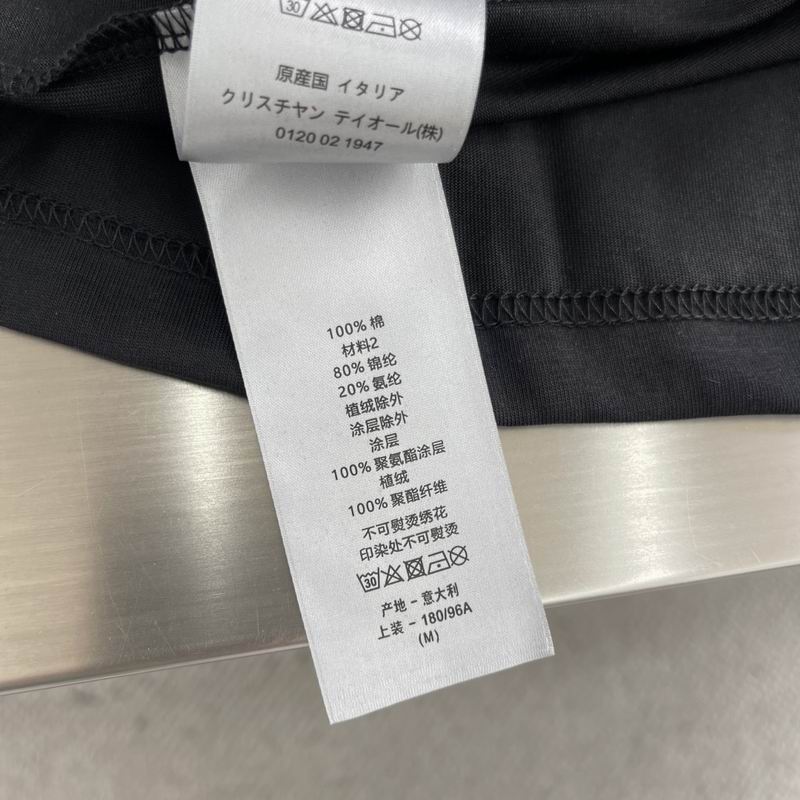 30
原産国 イタリア
クリスチャン ディオール(株)
0120 02 1947
100% 棉
材料2
80% 锦纶
20% 氨纶
植绒除外
涂层除外
涂层
100% 聚氨酯涂层
植绒
100% 聚酯纤维
不可熨烫绣花
印染处不可熨烫
30
产地 - 意大利
上装 - 180/96A
(M)